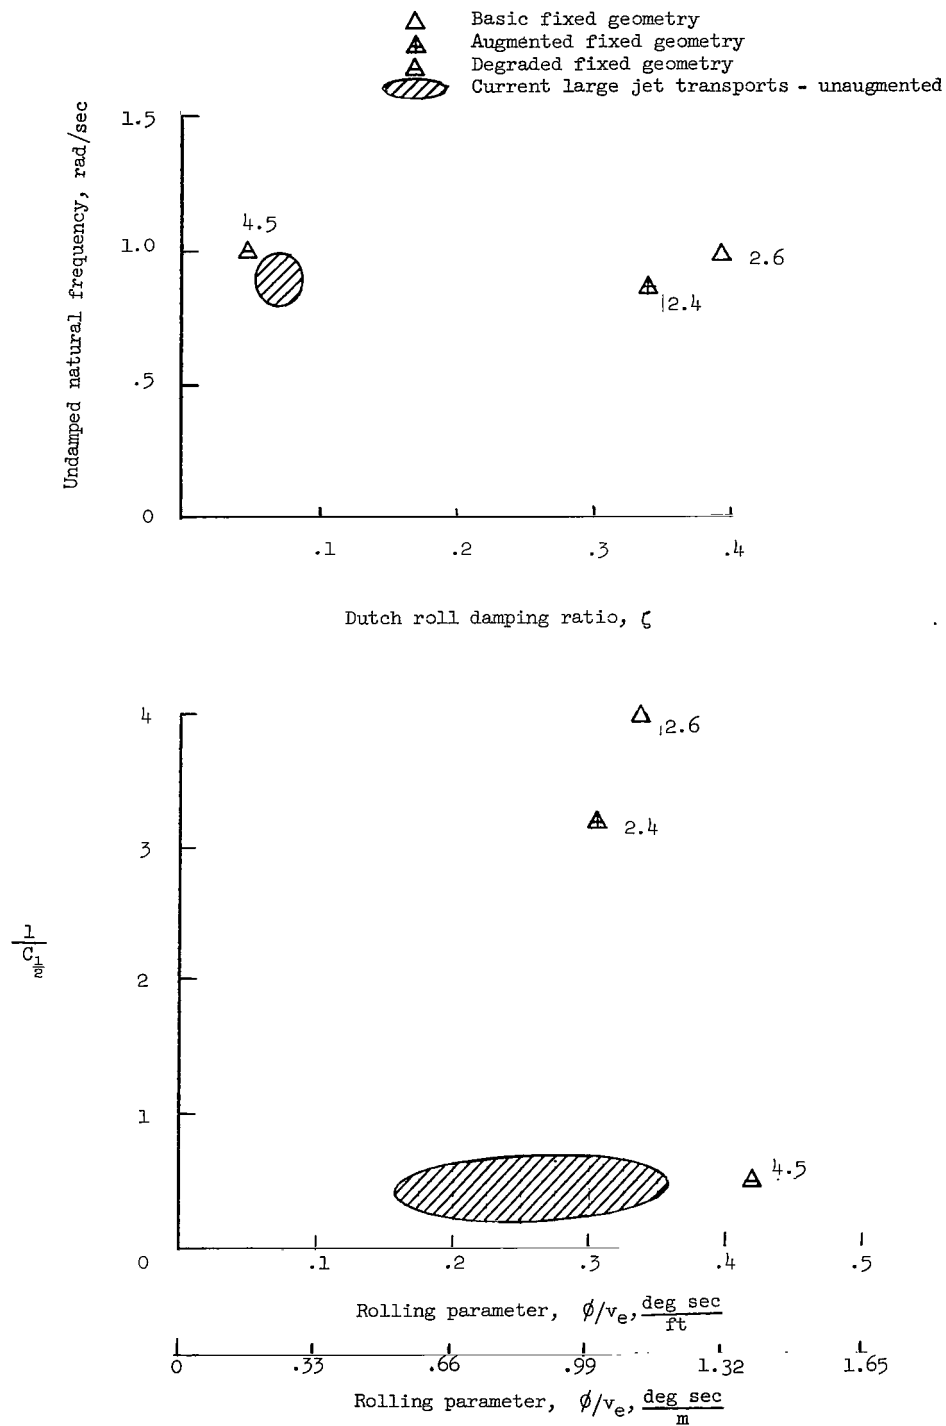 Basic fixed geometry
Augmented fixed geometry
Degraded fixed geometry
Current large jet transports - unaugmented
Undamped natural frequency, rad/sec
1.5
1.0
.5
0
4.5
2.6
2.4
.1 .2 .3 .4
Dutch roll damping ratio, ζ
4
3
2
1
0
1
C 1/2
2.6
2.4
4.5
.1 .2 .3 .4 .5
Rolling parameter, ø/ve, deg sec
ft
0 .33 .66 .99 1.32 1.65
Rolling parameter, ø/ve, deg sec
m